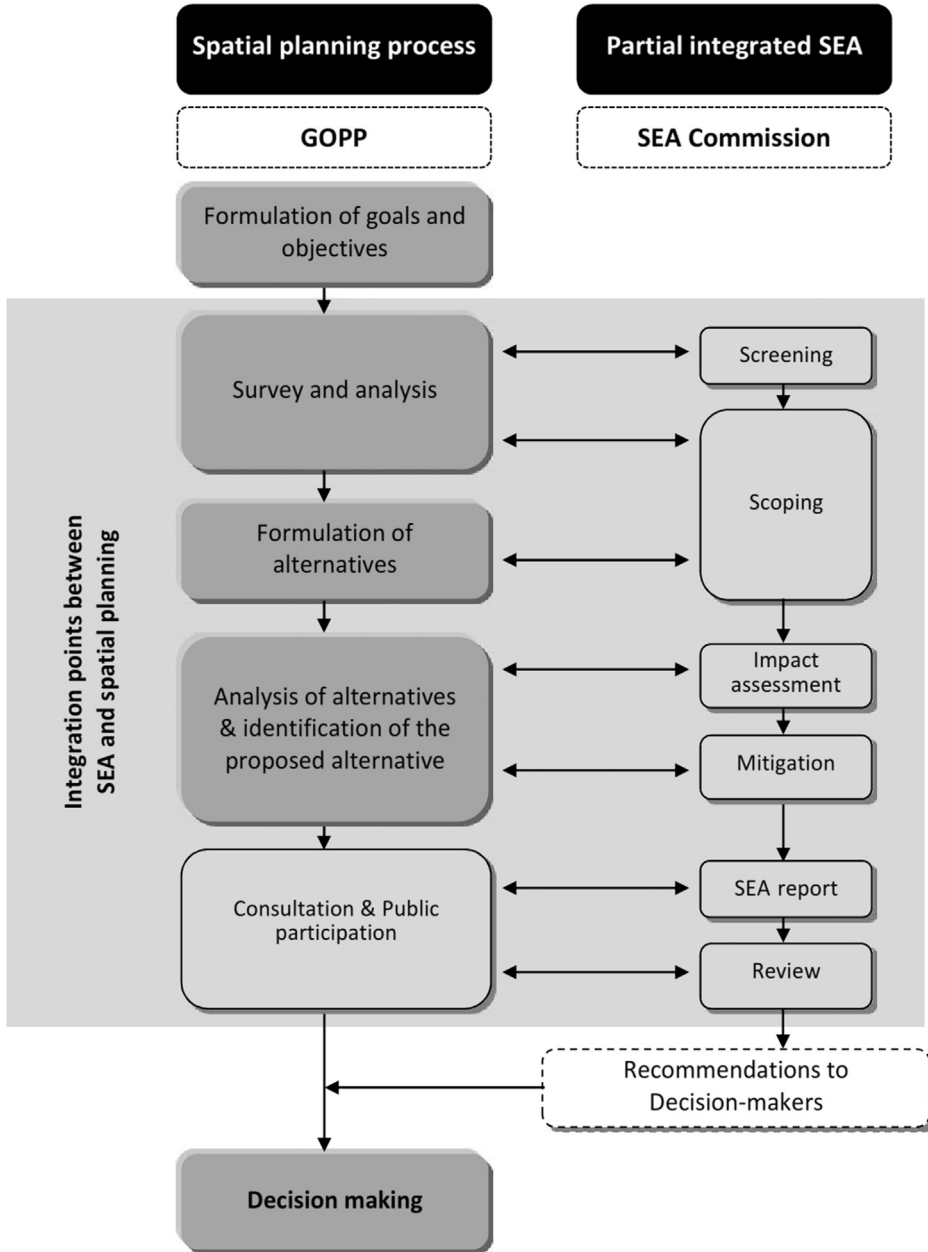 Spatial planning process
Partial integrated SEA
GOPP
SEA Commission
Formulation of goals and
objectives
Survey and analysis
Screening
Scoping
Formulation of
alternatives
Integration points between
SEA and spatial planning
Analysis of alternatives
& identification of the
proposed alternative
Impact
assessment
Mitigation
Consultation & Public
participation
SEA report
Review
Recommendations to
Decision-makers
Decision making